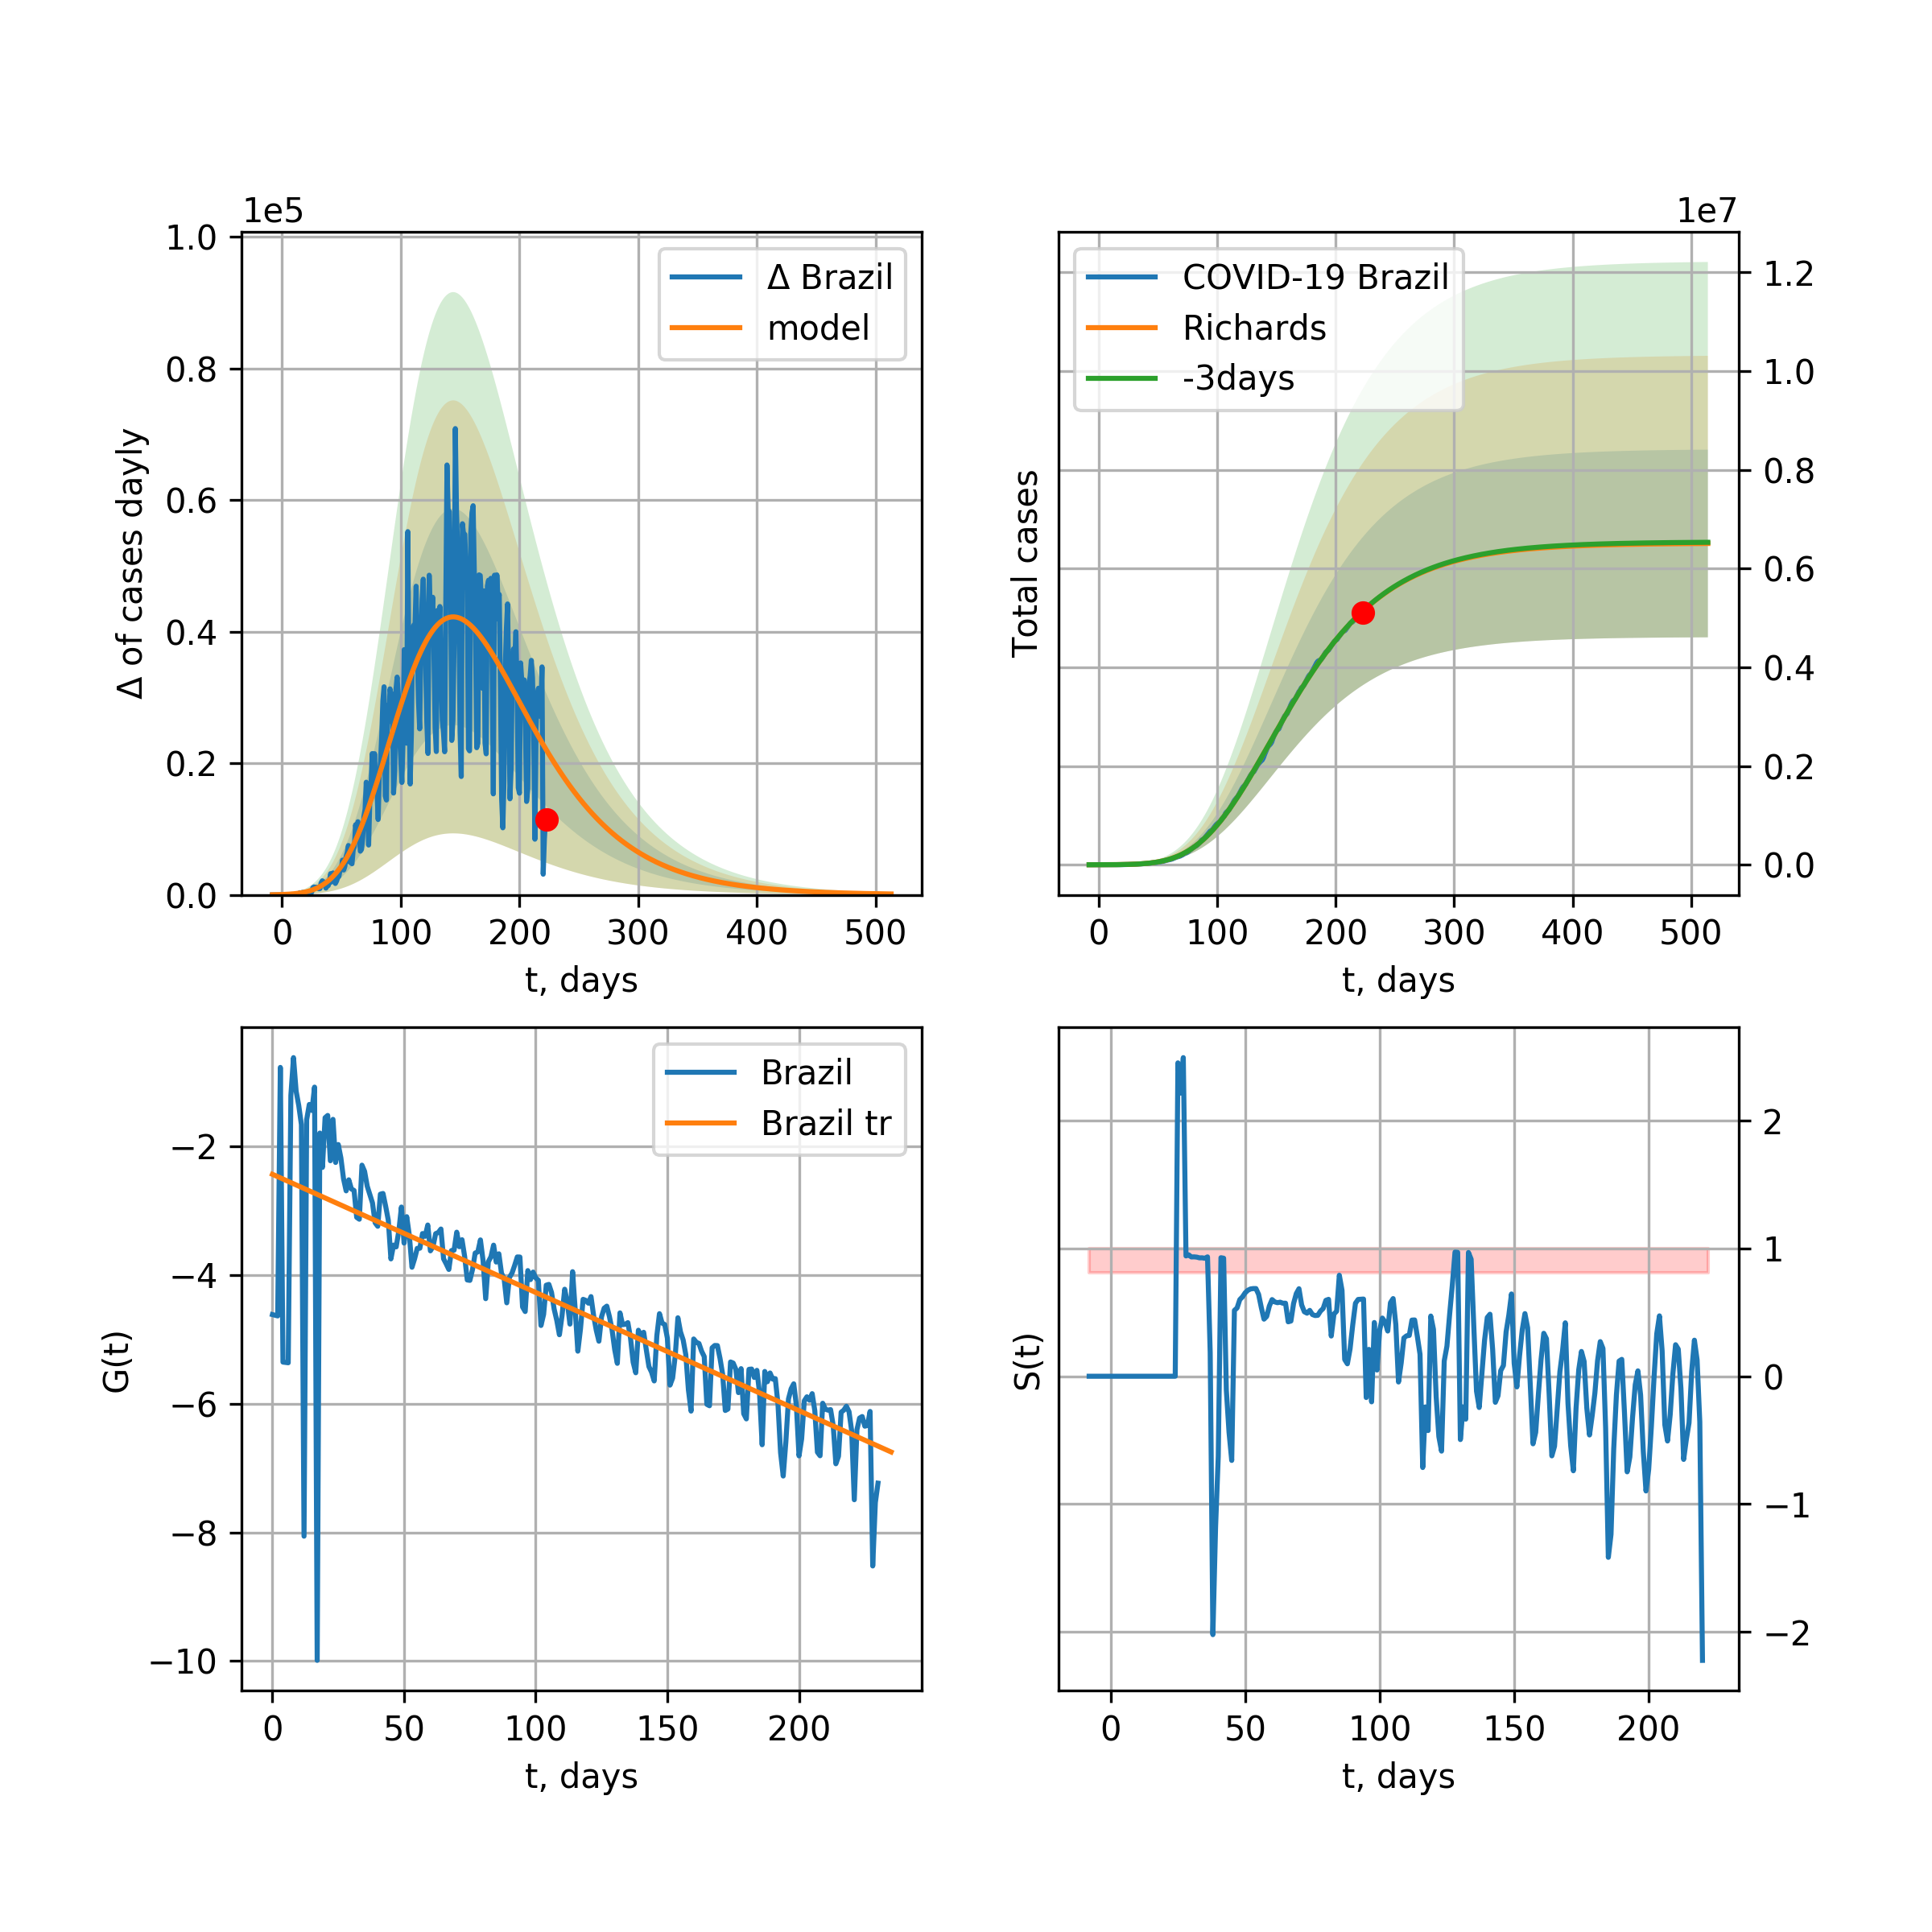 1e5
1.0
0.8
0.6
0.4
0.2
0.0
Δ of cases dayly
Δ Brazil
model
0 100 200 300 400 500
t, days
1e7
Total cases
COVID-19 Brazil
Richards
-3days
1.2
1.0
0.8
0.6
0.4
0.2
0.0
0 100 200 300 400 500
t, days
G(t)
−2
−4
−6
−8
−10
Brazil
Brazil tr
0 50 100 150 200
t, days
S(t)
2
1
0
−1
−2
0 50 100 150 200
t, days